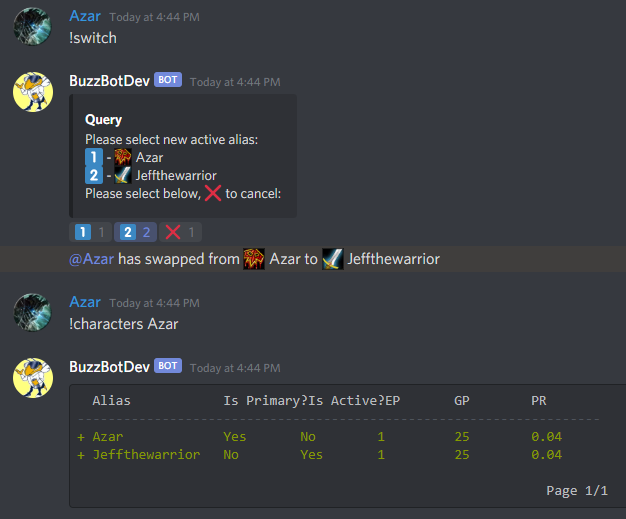 Azar Today at 4:44 PM
!switch
BuzzBotDev BOT Today at 4:44 PM
Query
Please select new active alias:
1 - Azar
2 - Jeffthewarrior
Please select below, ❌ to cancel:
1 1 2 2 ❌ 1
@Azar has swapped from Azar to Jeffthewarrior
Azar Today at 4:44 PM
!characters Azar
BuzzBotDev BOT Today at 4:44 PM
Alias Is Primary?Is Active?EP GP PR
------------------------------------------------------------------
+ Azar Yes No 1 25 0.04
+ Jeffthewarrior No Yes 1 25 0.04
Page 1/1